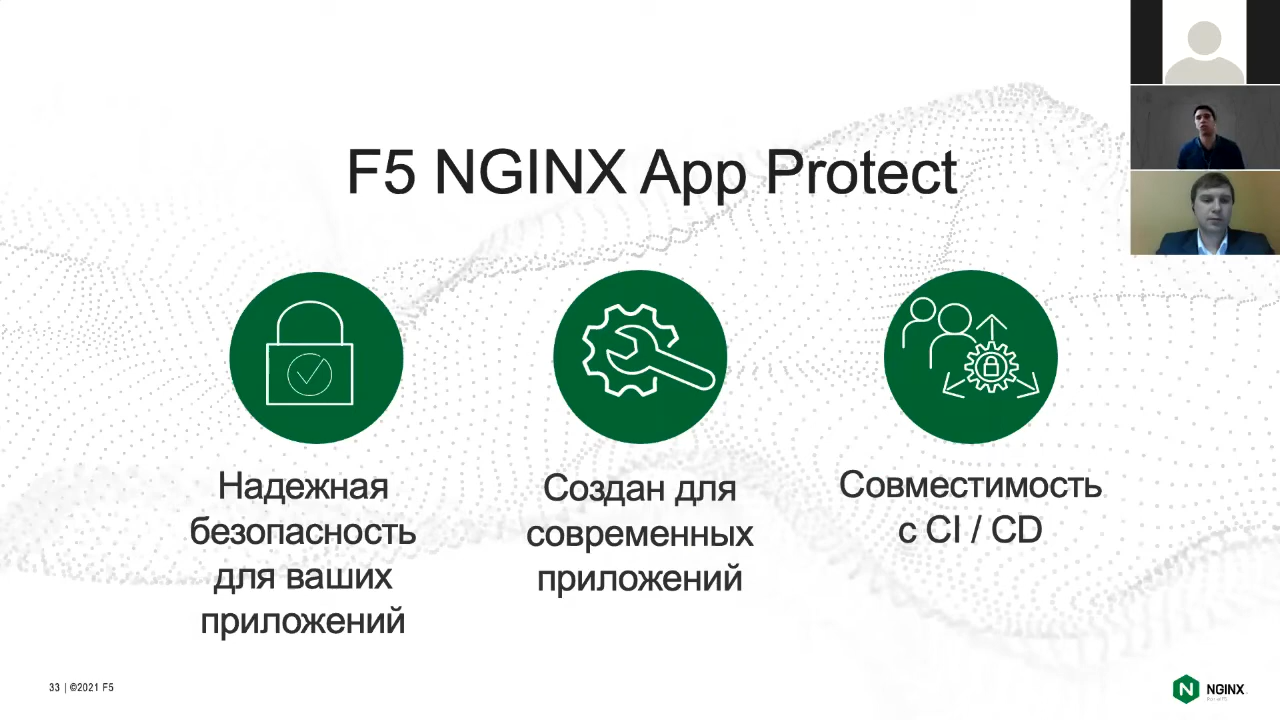 F5 NGINX App Protect
Надежная
безопасность
для ваших
приложений
Создан для
современных
приложений
Совместимость
с CI / CD
33 | ©2021 F5
N
NGINX